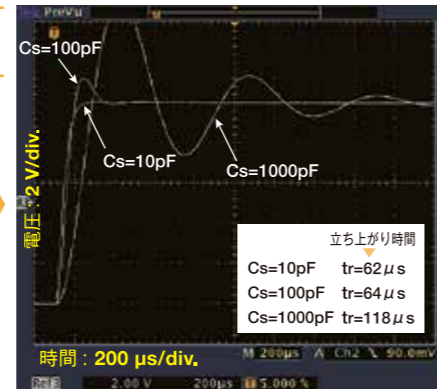 Tek PreVu
Cs=100pF
Cs=10pF
Cs=1000pF
電圧 : 2 V/div.
立ち上がり時間
Cs=10pF tr=62μs
Cs=100pF tr=64μs
Cs=1000pF tr=118μs
時間 : 200 μs/div.
M 200μs A Ch2 90.0mV
Ref3 2.00 V 200μs 5.000 %